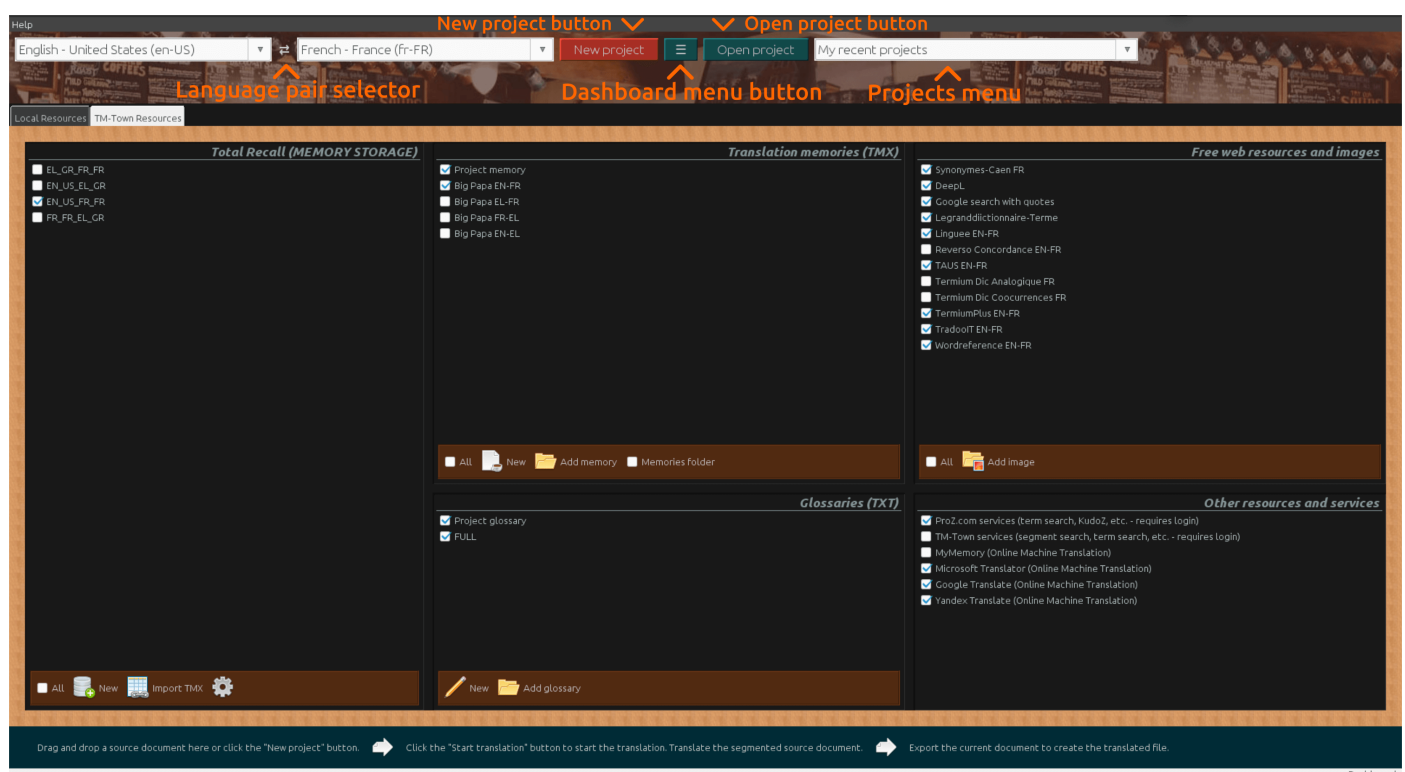 Help
New project button
Open project button
English - United States (en-US)
French - France (fr-FR)
New project
Open project
My recent projects
Language pair selector
Dashboard menu button
Projects menu
Local Resources
TM-Town Resources
Total Recall (MEMORY STORAGE)
EL_GR_FR_FR
EN_US_EL_GR
EN_US_FR_FR
FR_FR_EL_GR
All
New
Import TMX
Translation memories (TMX)
Project memory
Big Papa EN-FR
Big Papa EL-FR
Big Papa FR-EL
Big Papa EN-EL
All
New
Add memory
Memories folder
Glossaries (TXT)
Project glossary
FULL
New
Add glossary
Free web resources and images
Synonymes-Caen FR
DeepL
Google search with quotes
Legranddiictionnaire-Terme
Linguee EN-FR
Reverso Concordance EN-FR
TAUS EN-FR
Termium Dic Analogique FR
Termium Dic Coocurrences FR
TermiumPlus EN-FR
TradooIT EN-FR
Wordreference EN-FR
All
Add image
Other resources and services
ProZ.com services (term search, KudoZ, etc. - requires login)
TM-Town services (segment search, term search, etc. - requires login)
MyMemory (Online Machine Translation)
Microsoft Translator (Online Machine Translation)
Google Translate (Online Machine Translation)
Yandex Translate (Online Machine Translation)
Drag and drop a source document here or click the "New project" button.
Click the "Start translation" button to start the translation. Translate the segmented source document.
Export the current document to create the translated file.